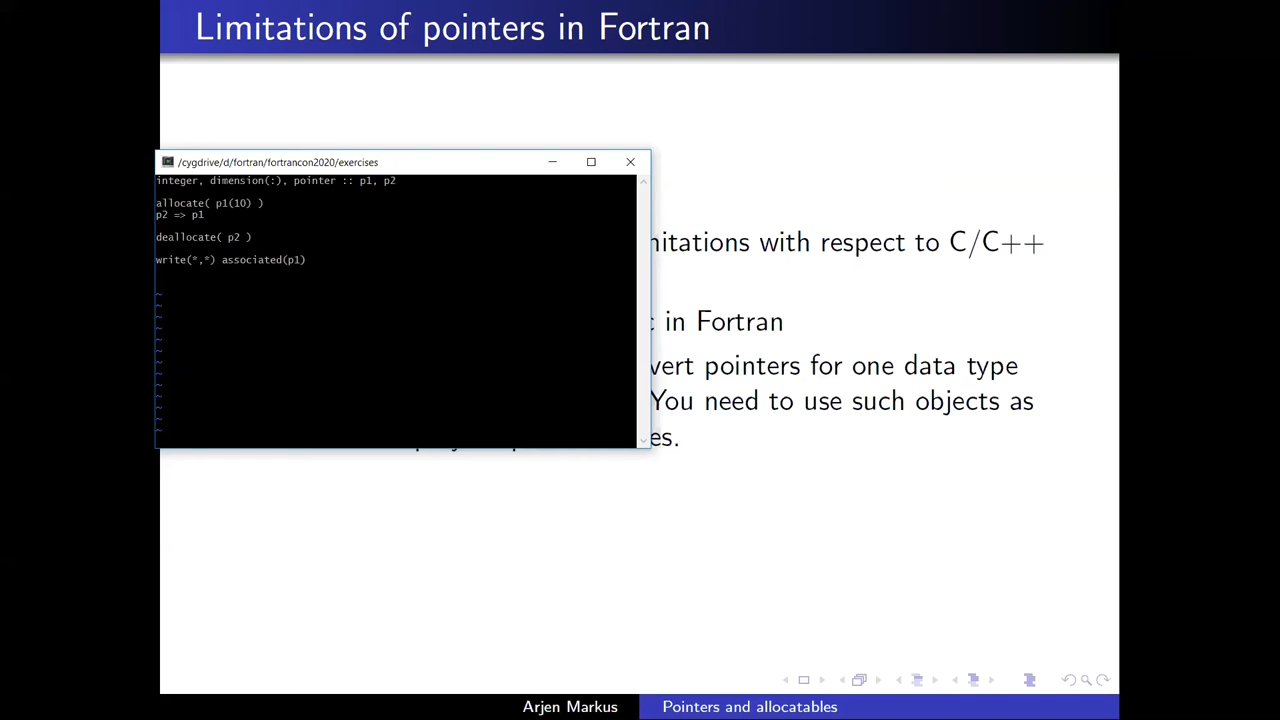 Limitations of pointers in Fortran
/cygdrive/d/fortran/fortrancon2020/exercises
integer, dimension(:), pointer :: p1, p2
allocate( p1(10) )
p2 => p1
deallocate( p2 )
write(*,*) associated(p1)
~
~
~
~
~
~
~
~
~
~
~
~
~
mitations with respect to C/C++
c in Fortran
vert pointers for one data type
You need to use such objects as
es.
Arjen Markus
Pointers and allocatables